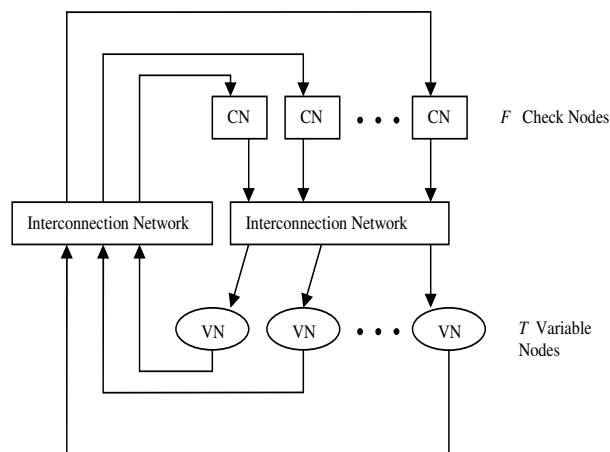 CN CN CN F Check Nodes
Interconnection Network Interconnection Network
VN VN VN T Variable
Nodes